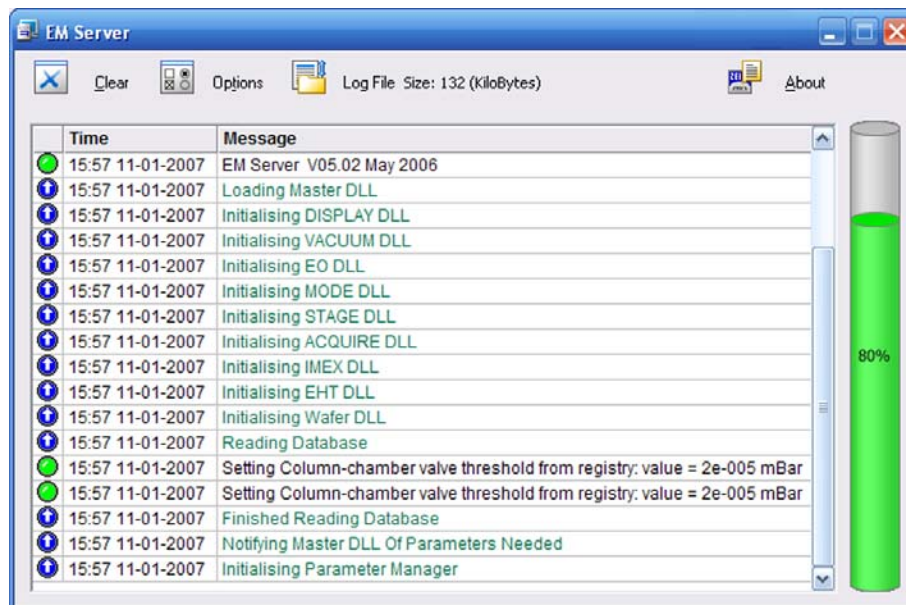 EM Server
Clear Options Log File Size: 132 (KiloBytes) About
Time Message
15:57 11-01-2007 EM Server V05.02 May 2006
15:57 11-01-2007 Loading Master DLL
15:57 11-01-2007 Initialising DISPLAY DLL
15:57 11-01-2007 Initialising VACUUM DLL
15:57 11-01-2007 Initialising EO DLL
15:57 11-01-2007 Initialising MODE DLL
15:57 11-01-2007 Initialising STAGE DLL
15:57 11-01-2007 Initialising ACQUIRE DLL
15:57 11-01-2007 Initialising IMEX DLL
15:57 11-01-2007 Initialising EHT DLL
15:57 11-01-2007 Initialising Wafer DLL
15:57 11-01-2007 Reading Database
15:57 11-01-2007 Setting Column-chamber valve threshold from registry: value = 2e-005 mBar
15:57 11-01-2007 Setting Column-chamber valve threshold from registry: value = 2e-005 mBar
15:57 11-01-2007 Finished Reading Database
15:57 11-01-2007 Notifying Master DLL Of Parameters Needed
15:57 11-01-2007 Initialising Parameter Manager
80%